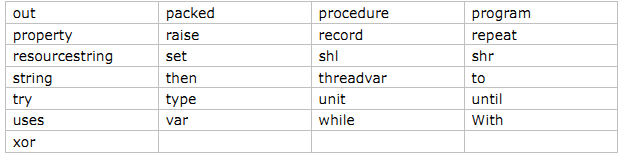 out packed procedure program
property raise record repeat
resourcestring set shl shr
string then threadvar to
try type unit until
uses var while With
xor